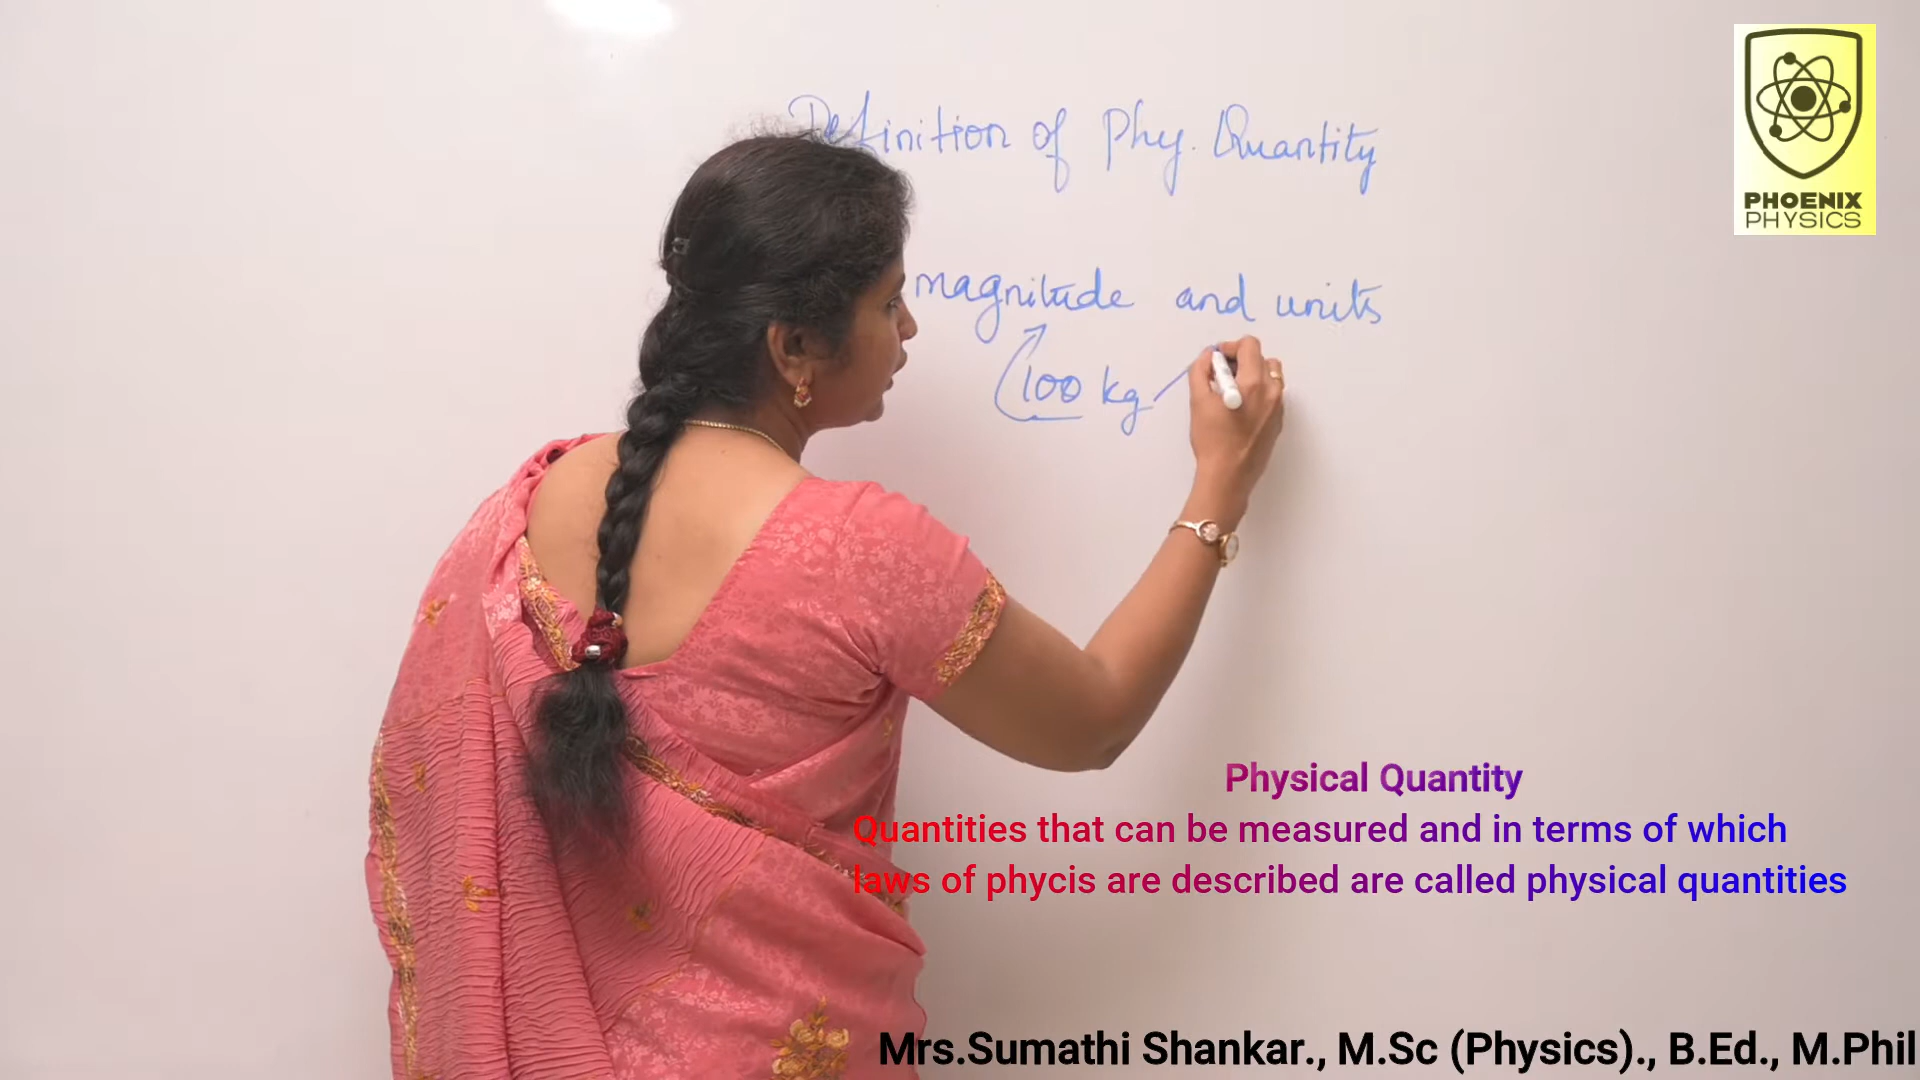 Definition of Phy. Quantity
magnitude and units
100 kg
PHOENIX
PHYSICS
Physical Quantity
Quantities that can be measured and in terms of which
laws of phycis are described are called physical quantities
Mrs.Sumathi Shankar., M.Sc (Physics)., B.Ed., M.Phil